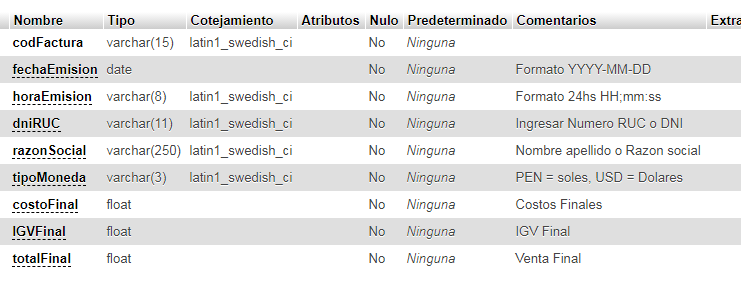 Nombre Tipo Cotejamiento Atributos Nulo Predeterminado Comentarios Extra
codFactura varchar(15) latin1_swedish_ci No Ninguna
fechaEmision date No Ninguna Formato YYYY-MM-DD
horaEmision varchar(8) latin1_swedish_ci No Ninguna Formato 24hs HH;mm:ss
dniRUC varchar(11) latin1_swedish_ci No Ninguna Ingresar Numero RUC o DNI
razonSocial varchar(250) latin1_swedish_ci No Ninguna Nombre apellido o Razon social
tipoMoneda varchar(3) latin1_swedish_ci No Ninguna PEN = soles, USD = Dolares
costoFinal float No Ninguna Costos Finales
IGVFinal float No Ninguna IGV Final
totalFinal float No Ninguna Venta Final